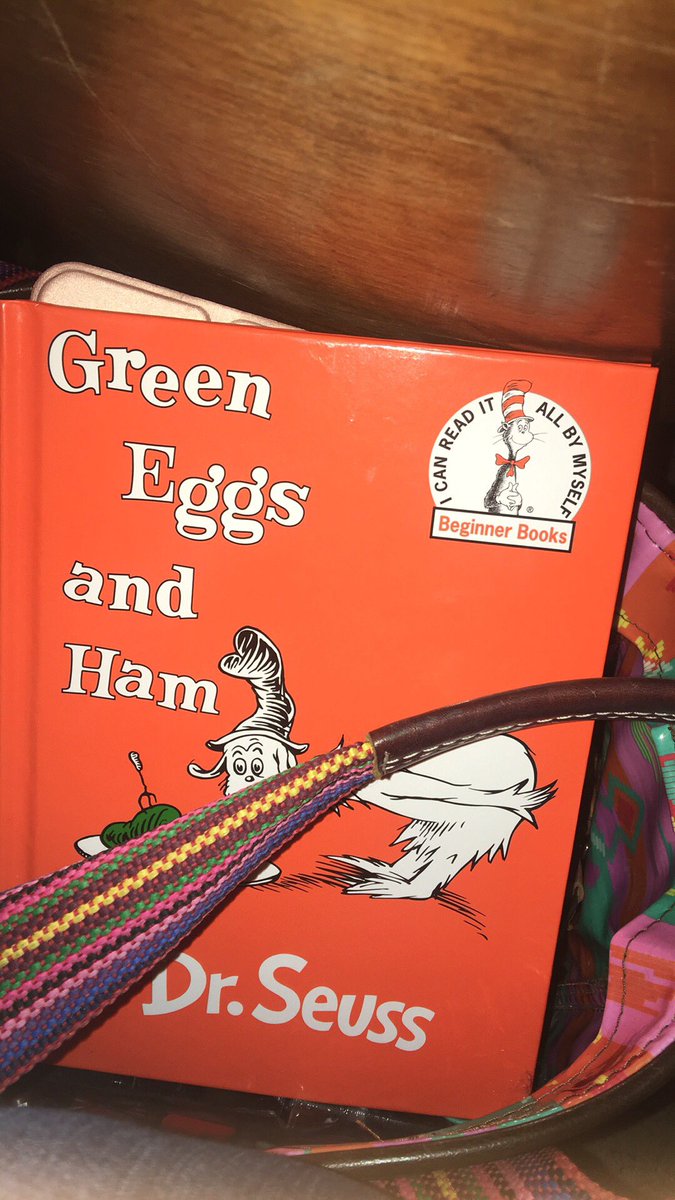 Green
Eggs
and
Ham
I CAN READ IT ALL BY MYSELF
®
Beginner Books
Dr. Seuss